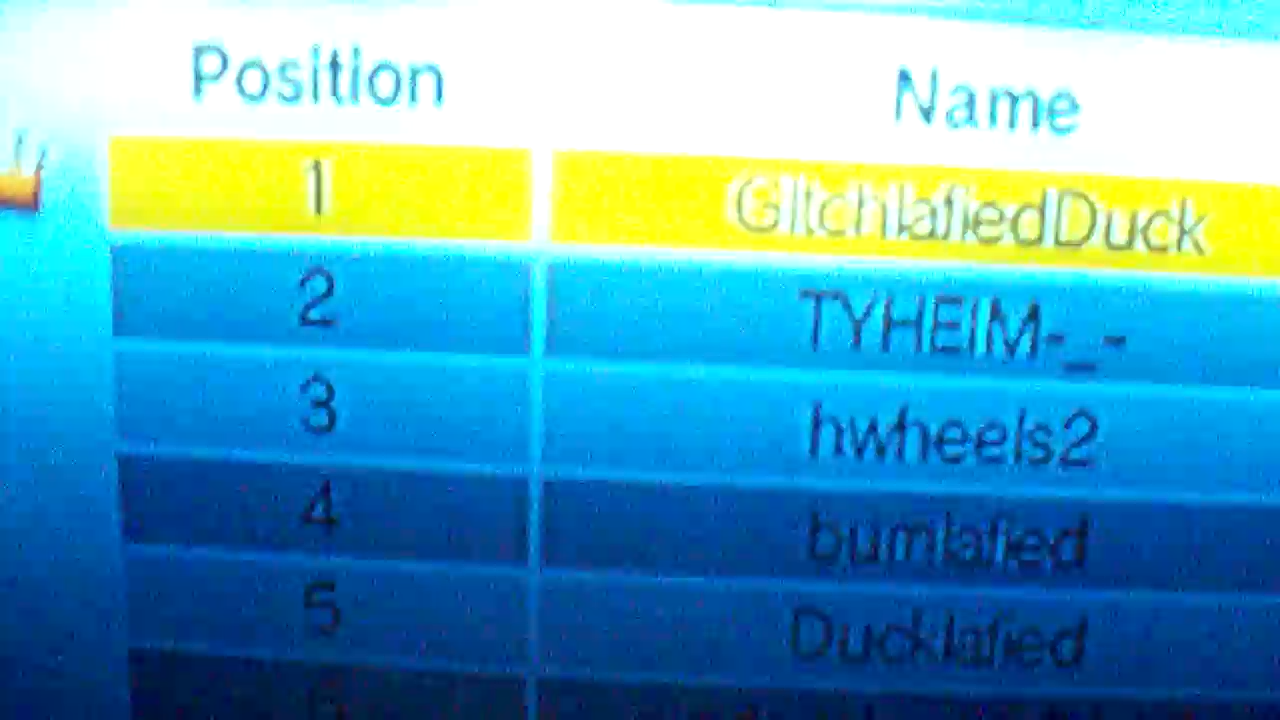 Position Name
1 GlitchlafiedDuck
2 TYHEIM-_-
3 hwheels2
4 bumlafied
5 Ducklafied